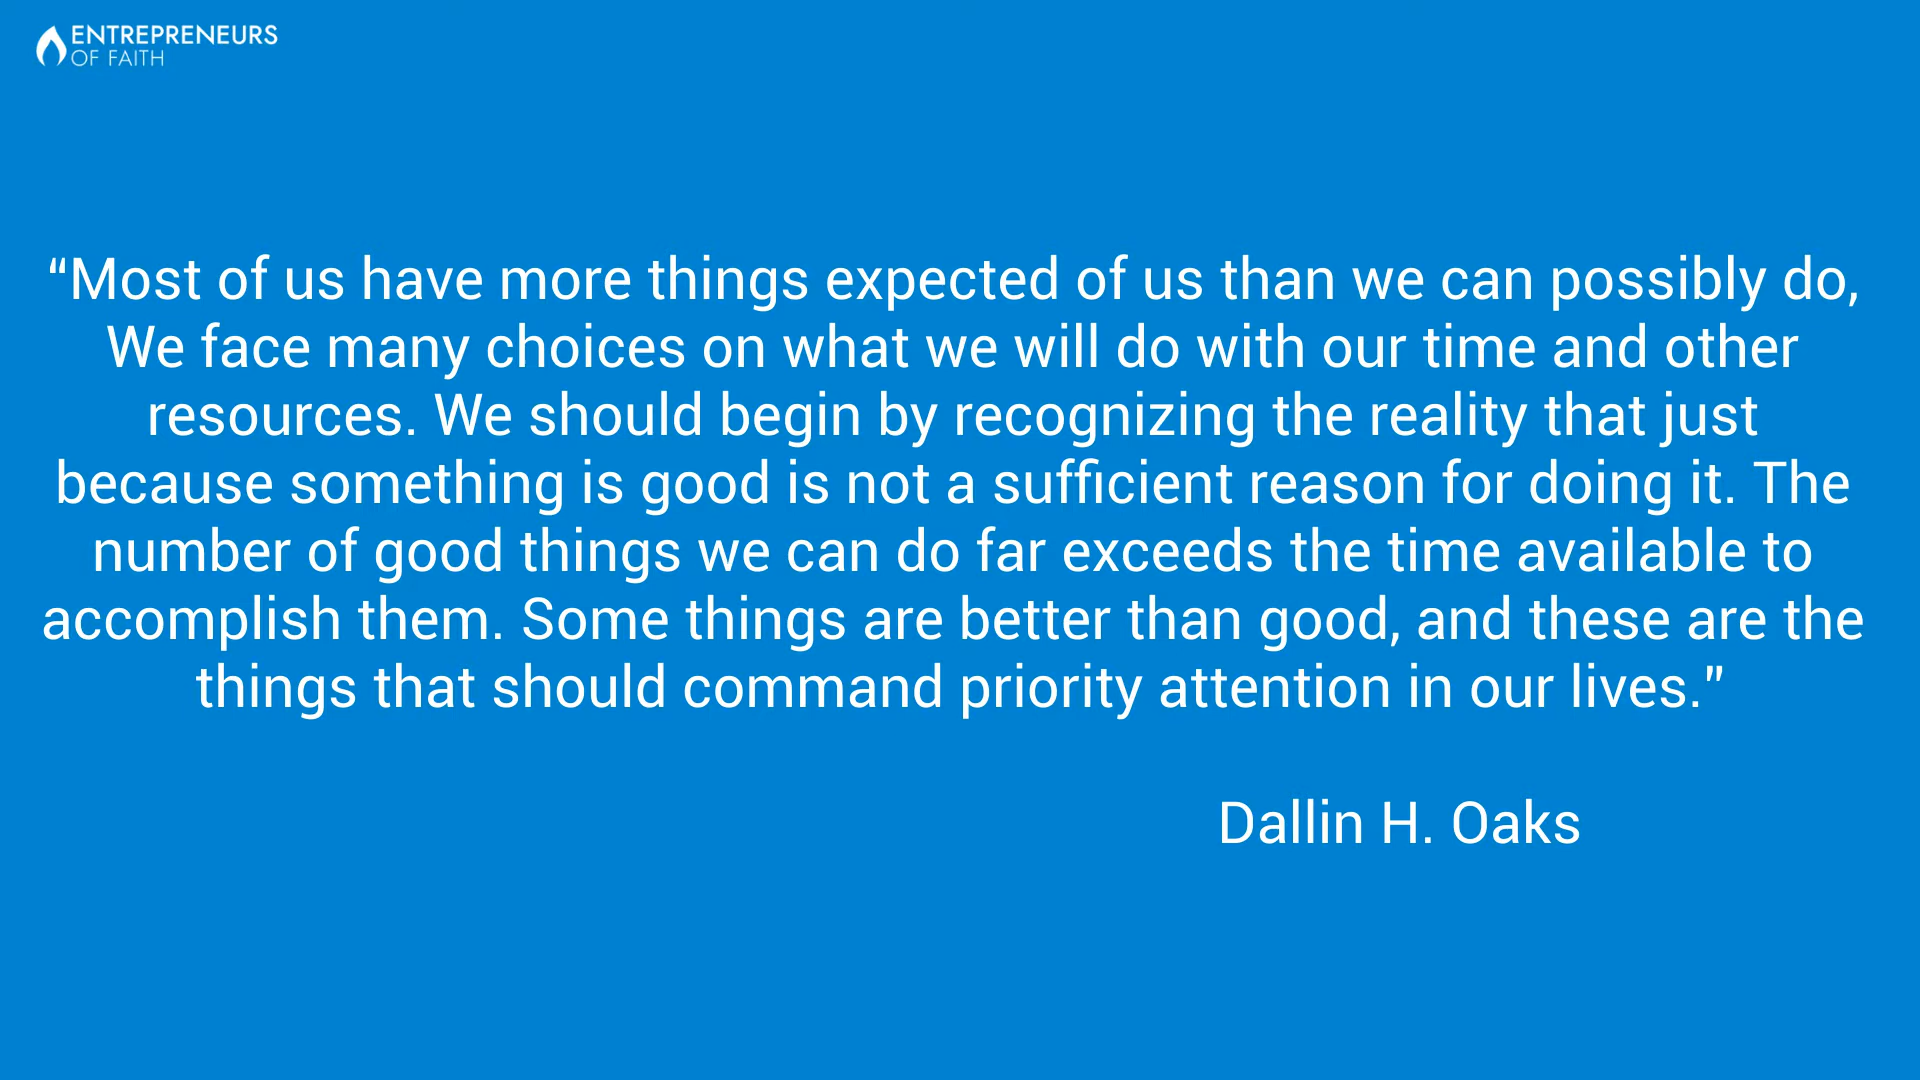 ENTREPRENEURS
OF FAITH
“Most of us have more things expected of us than we can possibly do,
We face many choices on what we will do with our time and other
resources. We should begin by recognizing the reality that just
because something is good is not a sufficient reason for doing it. The
number of good things we can do far exceeds the time available to
accomplish them. Some things are better than good, and these are the
things that should command priority attention in our lives.”
Dallin H. Oaks